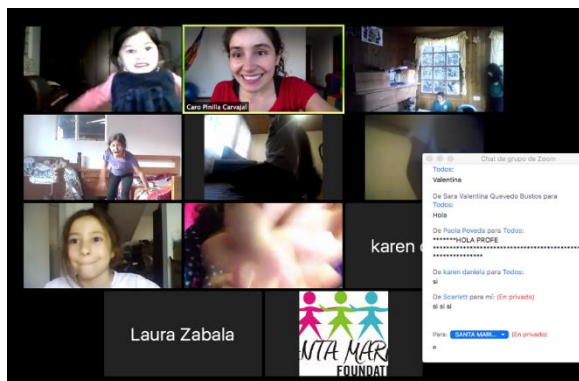 Caro Pinilla Carvajal
karen
Laura Zabala
NTA MAR
FOUNDATI
Chat de grupo de Zoom
Todos:
Valentina
De Sara Valentina Quevedo Bustos para
Todos:
Hola
De Paola Poveda para Todos:
*******HOLA PROFE
De karen daniela para Todos:
si
De Scarlett para mí: (En privado)
si si si
Para: SANTA MARI... (En privado)
e